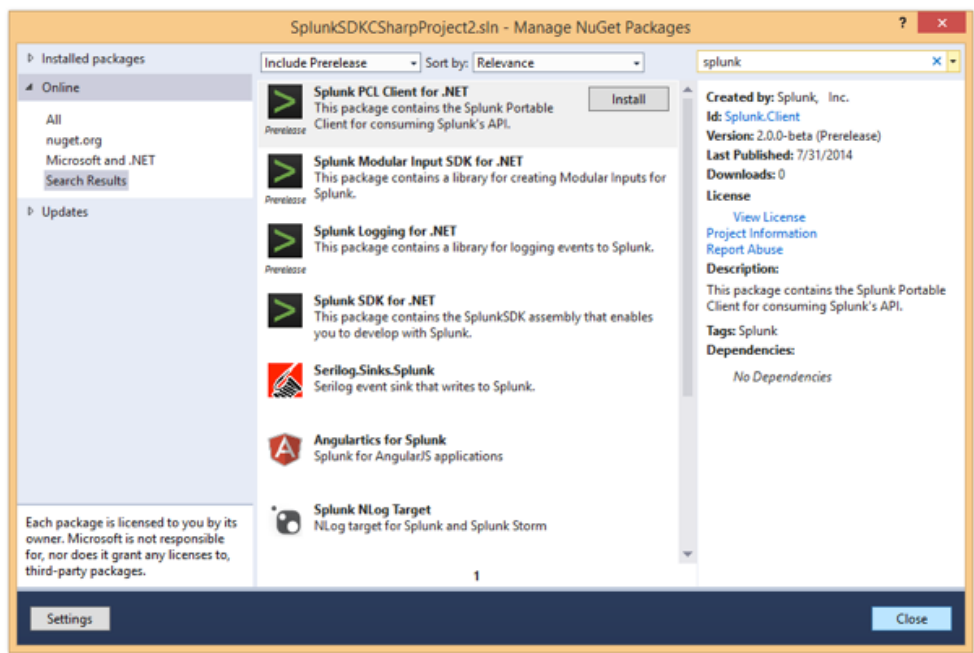 SplunkSDKCSharpProject2.sln - Manage NuGet Packages
?
Installed packages
Online
All
nuget.org
Microsoft and .NET
Search Results
Updates
Each package is licensed to you by its
owner. Microsoft is not responsible
for, nor does it grant any licenses to,
third-party packages.
Include Prerelease Sort by: Relevance
Splunk PCL Client for .NET
This package contains the Splunk Portable
Client for consuming Splunk's API.
Prerelease
Install
Splunk Modular Input SDK for .NET
This package contains a library for creating Modular Inputs for
Splunk.
Prerelease
Splunk Logging for .NET
This package contains a library for logging events to Splunk.
Prerelease
Splunk SDK for .NET
This package contains the SplunkSDK assembly that enables
you to develop with Splunk.
Serilog.Sinks.Splunk
Serilog event sink that writes to Splunk.
Angulartics for Splunk
Splunk for AngularJS applications
Splunk NLog Target
NLog target for Splunk and Splunk Storm
1
splunk
Created by: Splunk, Inc.
Id: Splunk.Client
Version: 2.0.0-beta (Prerelease)
Last Published: 7/31/2014
Downloads: 0
License
View License
Project Information
Report Abuse
Description:
This package contains the Splunk Portable
Client for consuming Splunk's API.
Tags: Splunk
Dependencies:
No Dependencies
Settings
Close